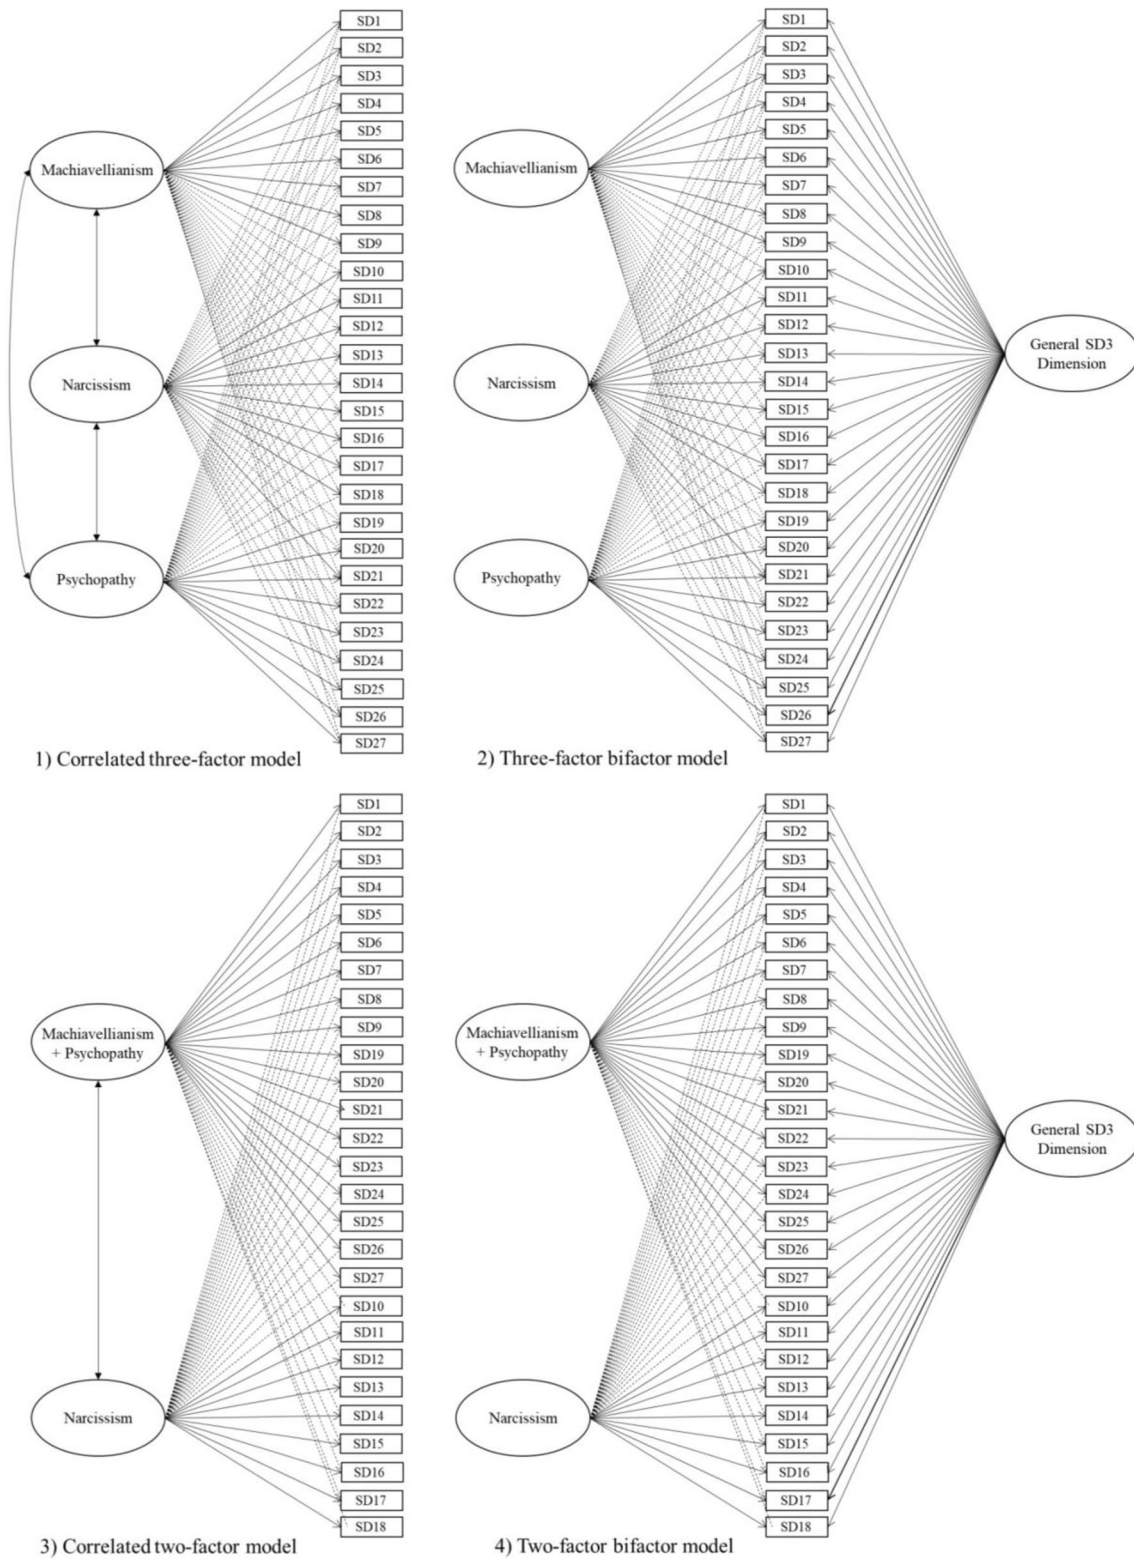 SD1
SD2
SD3
SD4
SD5
SD6
SD7
SD8
SD9
SD10
SD11
SD12
SD13
SD14
SD15
SD16
SD17
SD18
SD19
SD20
SD21
SD22
SD23
SD24
SD25
SD26
SD27
Machiavellianism
Narcissism
Psychopathy
1) Correlated three-factor model
SD1
SD2
SD3
SD4
SD5
SD6
SD7
SD8
SD9
SD10
SD11
SD12
SD13
SD14
SD15
SD16
SD17
SD18
SD19
SD20
SD21
SD22
SD23
SD24
SD25
SD26
SD27
Machiavellianism
Narcissism
Psychopathy
General SD3
Dimension
2) Three-factor bifactor model
SD1
SD2
SD3
SD4
SD5
SD6
SD7
SD8
SD9
SD19
SD20
SD21
SD22
SD23
SD24
SD25
SD26
SD27
SD10
SD11
SD12
SD13
SD14
SD15
SD16
SD17
SD18
Machiavellianism
+ Psychopathy
Narcissism
3) Correlated two-factor model
SD1
SD2
SD3
SD4
SD5
SD6
SD7
SD8
SD9
SD19
SD20
SD21
SD22
SD23
SD24
SD25
SD26
SD27
SD10
SD11
SD12
SD13
SD14
SD15
SD16
SD17
SD18
Machiavellianism
+ Psychopathy
Narcissism
General SD3
Dimension
4) Two-factor bifactor model